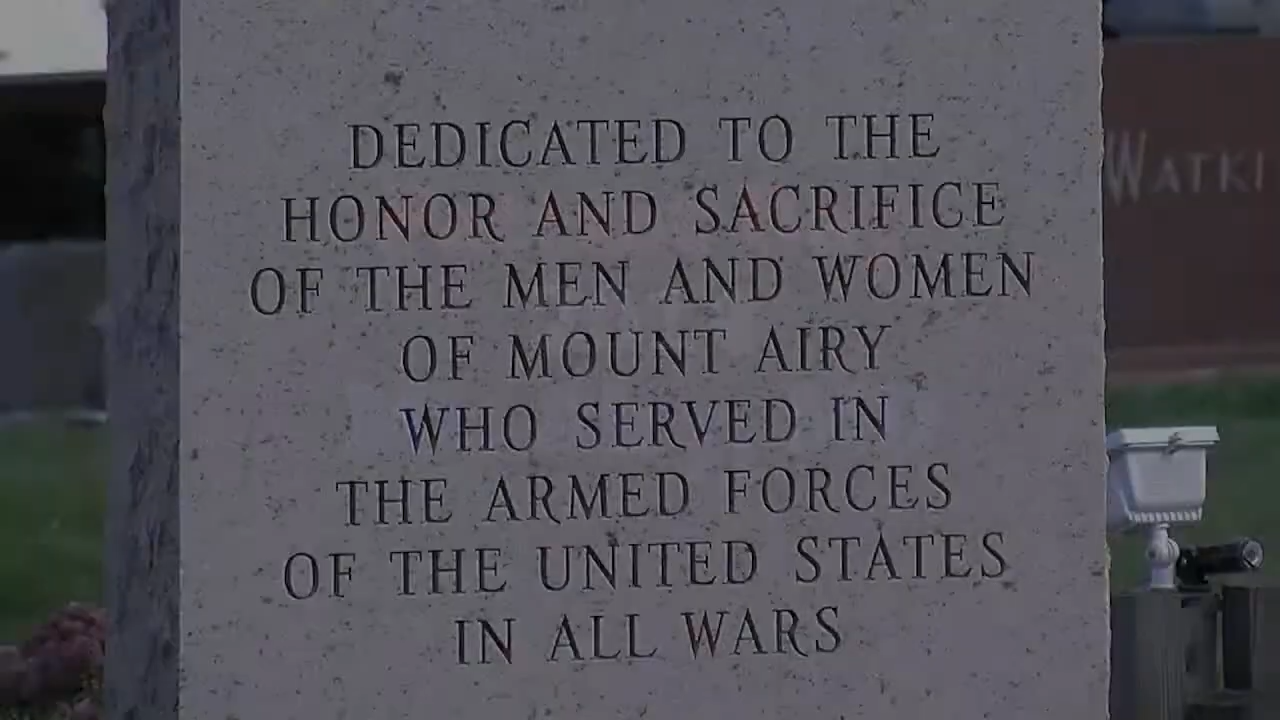 DEDICATED TO THE
HONOR AND SACRIFICE
OF THE MEN AND WOMEN
OF MOUNT AIRY
WHO SERVED IN
THE ARMED FORCES
OF THE UNITED STATES
IN ALL WARS
WATKI